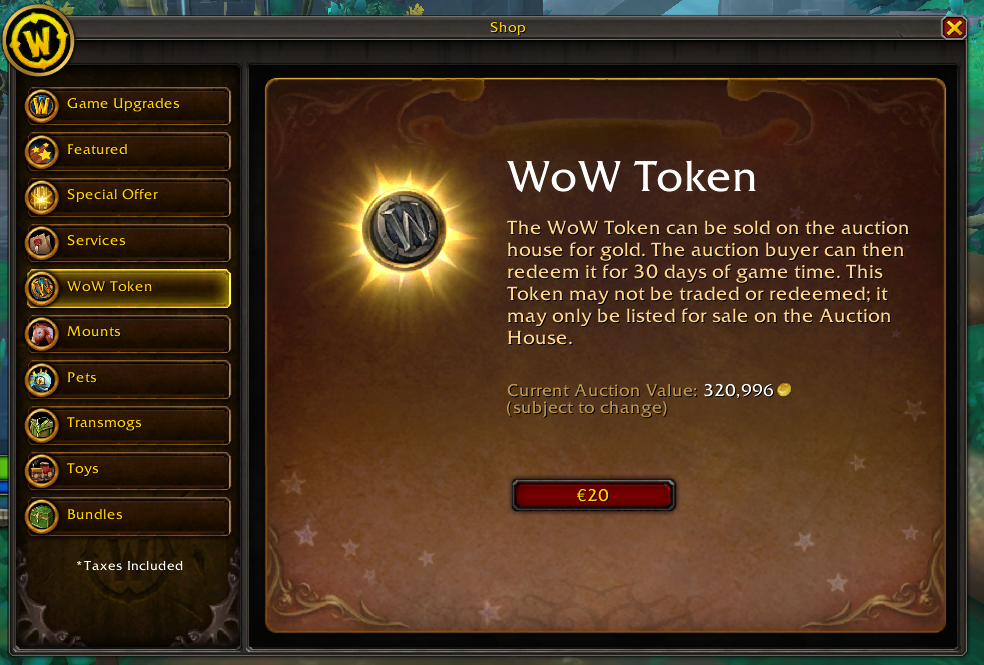 Shop
Game Upgrades
Featured
Special Offer
Services
WoW Token
Mounts
Pets
Transmogs
Toys
Bundles
*Taxes Included
WoW Token
The WoW Token can be sold on the auction
house for gold. The auction buyer can then
redeem it for 30 days of game time. This
Token may not be traded or redeemed; it
may only be listed for sale on the Auction
House.
Current Auction Value: 320,996
(subject to change)
€20